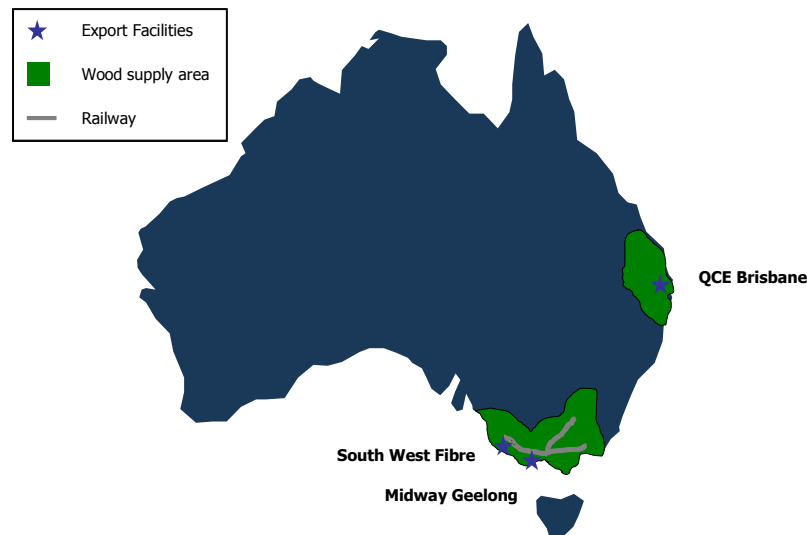 Export Facilities
Wood supply area
Railway
QCE Brisbane
South West Fibre
Midway Geelong